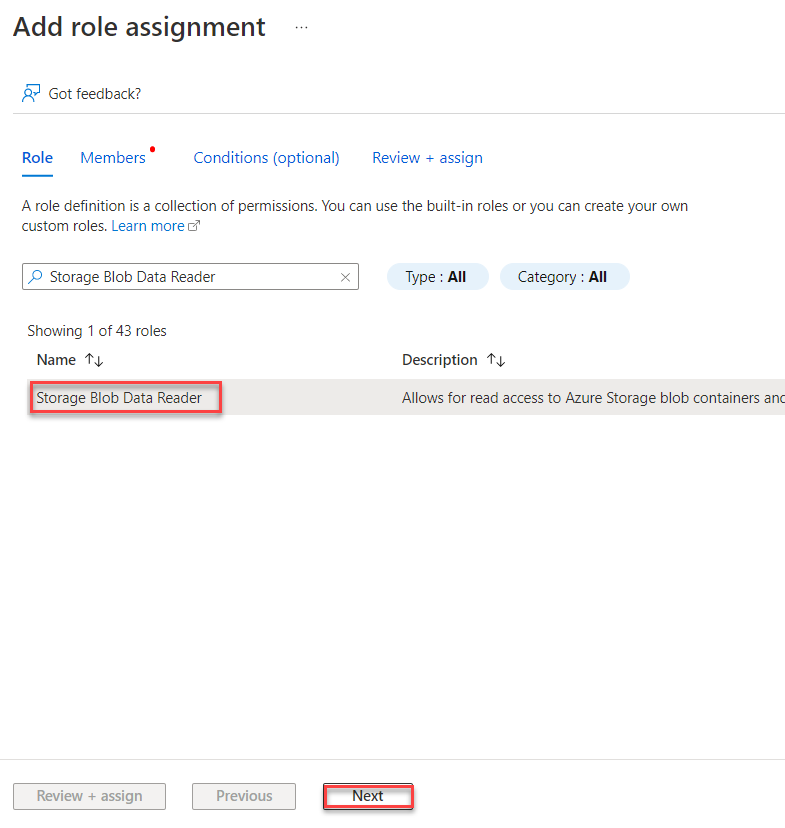 Add role assignment ...
Got feedback?
Role Members Conditions (optional) Review + assign
A role definition is a collection of permissions. You can use the built-in roles or you can create your own
custom roles. Learn more
Storage Blob Data Reader Type : All Category : All
Showing 1 of 43 roles
Name Description
Storage Blob Data Reader Allows for read access to Azure Storage blob containers and
Review + assign Previous Next